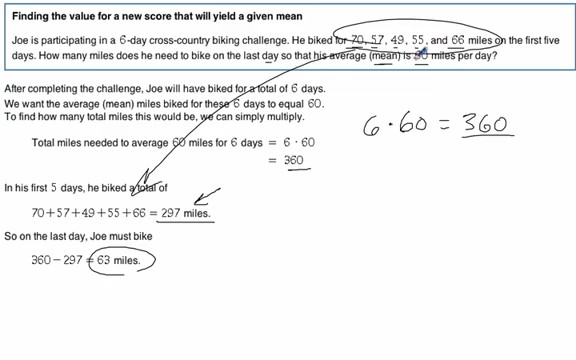 Finding the value for a new score that will yield a given mean
Joe is participating in a 6-day cross-country biking challenge. He biked for 70, 57, 49, 55, and 66 miles on the first five
days. How many miles does he need to bike on the last day so that his average (mean) is 60 miles per day?
After completing the challenge, Joe will have biked for a total of 6 days.
We want the average (mean) miles biked for these 6 days to equal 60.
To find how many total miles this would be, we can simply multiply.
6 · 60 = 360
Total miles needed to average 60 miles for 6 days = 6 · 60
= 360
In his first 5 days, he biked a total of
70+57+49+55+66 = 297 miles.
So on the last day, Joe must bike
360 − 297 = 63 miles.